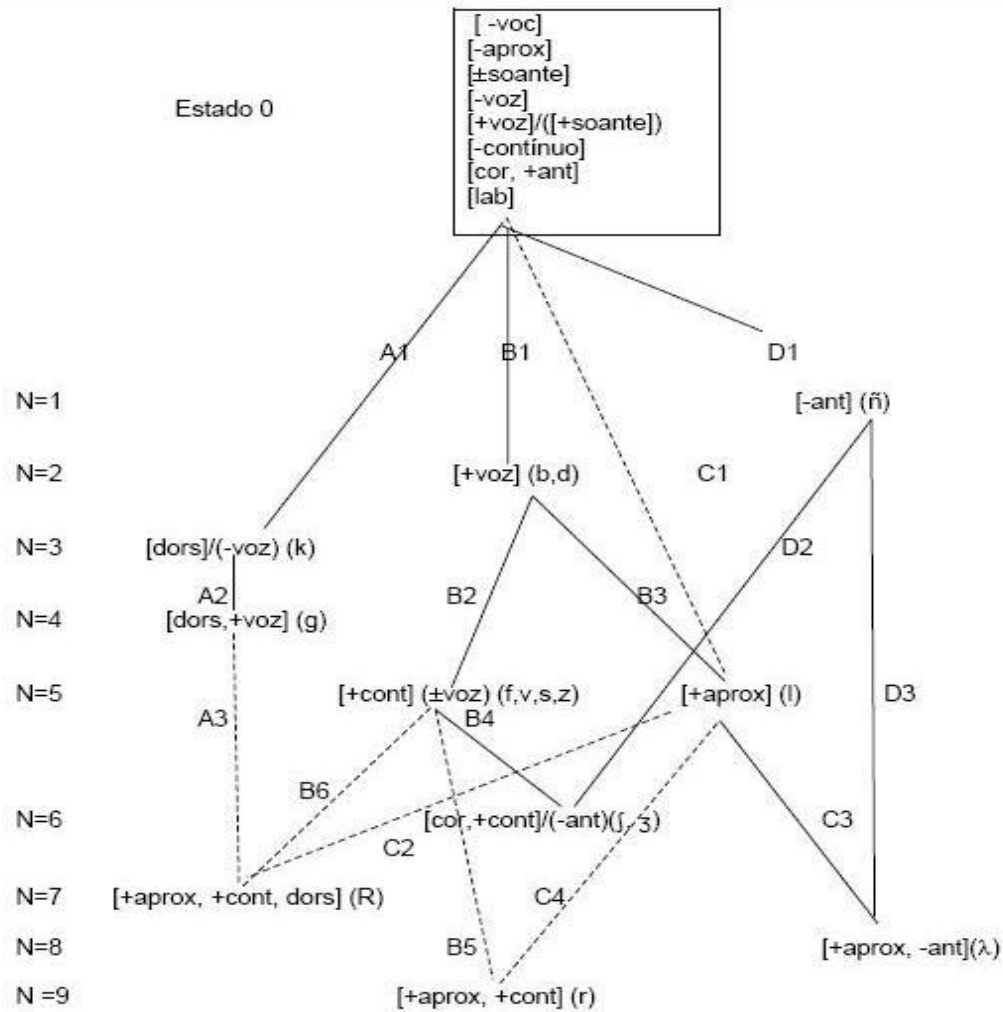 [ -voc]
[-aprox]
[±soante]
Estado 0
[-voz]
[+voz]/([+soante])
[-contínuo]
[cor, +ant]
[lab]
A1
B1
D1
N=1
[-ant] (ñ)
N=2
[+voz] (b,d)
C1
N=3
[dors]/(-voz) (k)
D2
A2
B2
B3
N=4
[dors,+voz] (g)
N=5
[+cont] (±voz) (f,v,s,z)
[+aprox] (l)
D3
A3
B4
B6
N=6
[cor,+cont]/(-ant)(ʃ, ʒ)
C3
C2
N=7
[+aprox, +cont, dors] (R)
C4
N=8
B5
[+aprox, -ant](λ)
N =9
[+aprox, +cont] (r)